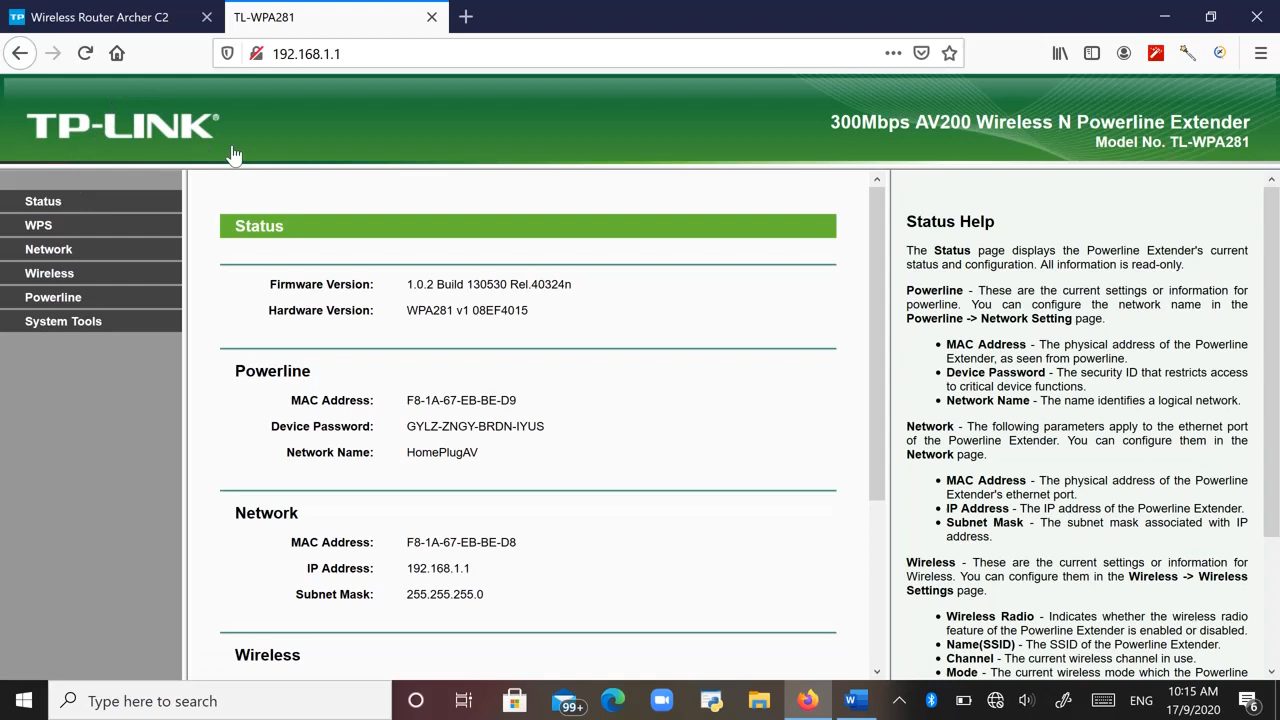 Wireless Router Archer C2
TL-WPA281
192.168.1.1
TP-LINK®
300Mbps AV200 Wireless N Powerline Extender
Model No. TL-WPA281
Status
WPS
Network
Wireless
Powerline
System Tools
Status
Firmware Version: 1.0.2 Build 130530 Rel.40324n
Hardware Version: WPA281 v1 08EF4015
Powerline
MAC Address: F8-1A-67-EB-BE-D9
Device Password: GYLZ-ZNGY-BRDN-IYUS
Network Name: HomePlugAV
Network
MAC Address: F8-1A-67-EB-BE-D8
IP Address: 192.168.1.1
Subnet Mask: 255.255.255.0
Wireless
Status Help
The Status page displays the Powerline Extender's current
status and configuration. All information is read-only.
Powerline - These are the current settings or information for
powerline. You can configure the network name in the
Powerline -> Network Setting page.
• MAC Address - The physical address of the Powerline
Extender, as seen from powerline.
• Device Password - The security ID that restricts access
to critical device functions.
• Network Name - The name identifies a logical network.
Network - The following parameters apply to the ethernet port
of the Powerline Extender. You can configure them in the
Network page.
• MAC Address - The physical address of the Powerline
Extender's ethernet port.
• IP Address - The IP address of the Powerline Extender.
• Subnet Mask - The subnet mask associated with IP
address.
Wireless - These are the current settings or information for
Wireless. You can configure them in the Wireless -> Wireless
Settings page.
• Wireless Radio - Indicates whether the wireless radio
feature of the Powerline Extender is enabled or disabled.
• Name(SSID) - The SSID of the Powerline Extender.
• Channel - The current wireless channel in use.
• Mode - The current wireless mode which the Powerline
Type here to search
99+
ENG
10:15 AM
17/9/2020
6